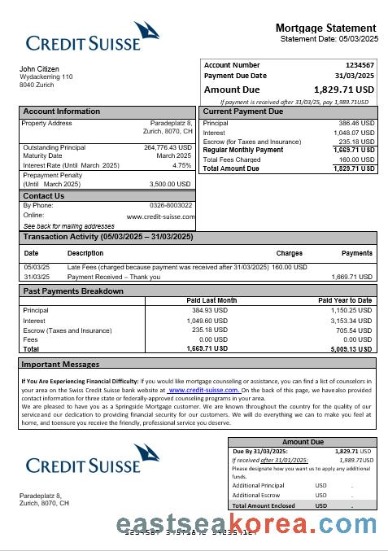 CREDIT SUISSE
Mortgage Statement
Statement Date: 05/03/2025
John Citizen
Wydackerring 110
8040 Zurich
Account Number 1234567
Payment Due Date 31/03/2025
Amount Due 1,829.71 USD
If payment is received after 31/03/25, pay 1,989.71USD
Account Information
Property Address Paradeplatz 8,
Zurich, 8070, CH
Outstanding Principal 264,776.43 USD
Maturity Date March 2025
Interest Rate (Until March 2025) 4.75%
Prepayment Penalty
(Until March 2025) 3,500.00 USD
Contact Us
By Phone: 0326-8003022
Online: www.credit-suisse.com
See back for mailing addresses
Current Payment Due
Principal 386.46 USD
Interest 1,048.07 USD
Escrow (for Taxes and Insurance) 235.18 USD
Regular Monthly Payment 1,669.71 USD
Total Fees Charged 160.00 USD
Total Amount Due 1,829.71 USD
Transaction Activity (05/03/2025 – 31/03/2025)
Date Description Charges Payments
05/03/25 Late Fees (charged because payment was received after 31/03/2025) 160.00 USD
31/03/25 Payment Received – Thank you 1,669.71 USD
Past Payments Breakdown
Paid Last Month Paid Year to Date
Principal 384.93 USD 1,150.25 USD
Interest 1,049.60 USD 3,153.34 USD
Escrow (Taxes and Insurance) 235.18 USD 705.54 USD
Fees 0.00 USD 0.00 USD
Total 1,669.71 USD
Important Messages
If You Are Experiencing Financial Difficulty: If you would like mortgage counseling or assistance, you can find a list of counselors in
your area on the Swiss Credit Suisse bank website at www.credit-suisse.com. On the back of this page, we have also provided
contact information for three state or federally-approved counseling programs in your area.
We are pleased to have you as a Springside Mortgage customer. We are known throughout the country for the quality of our
service and our dedication to providing financial security for our customers. We will do everything we can to make you feel at
home, and to ensure you receive the friendly, professional service you deserve.
CREDIT SUISSE
Paradeplatz 8,
Zurich, 8070, CH
Amount Due
Due By 31/03/2025: 1,829.71 USD
If received after 31/03/2025: 1,989.71USD
Please designate how you want us to apply any additional
funds.
Additional Principal USD .
Additional Escrow USD .
Total Amount Enclosed USD .
eastseakorea.com